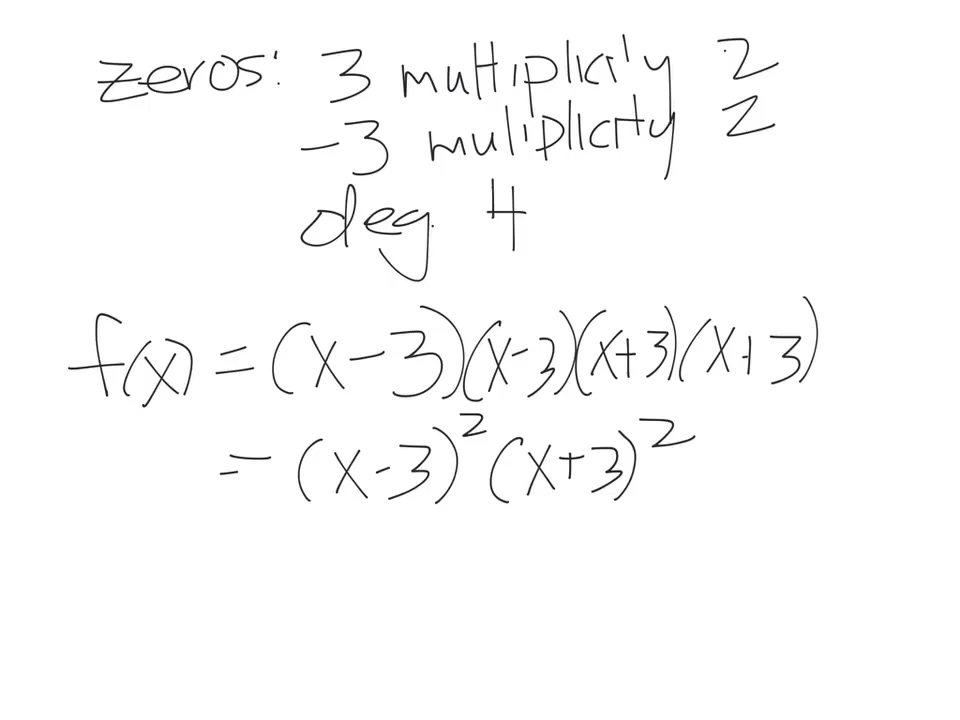 zeros: 3 multiplicity 2
-3 muliplicity 2
deg. 4
f(x) = (x-3)(x-3)(x+3)(x+3)
= (x-3)² (x+3)²